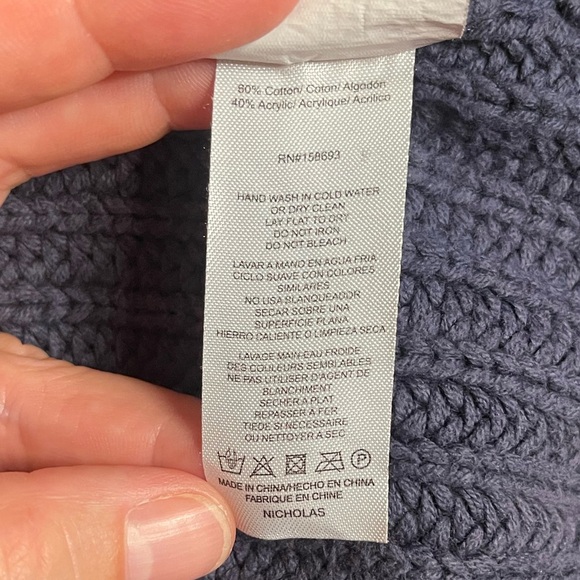 60% Cotton/ Coton/ Algodón
40% Acrylic/ Acrylique/ Acrilico
RN#158693
HAND WASH IN COLD WATER
OR DRY CLEAN
LAY FLAT TO DRY
DO NOT IRON
DO NOT BLEACH
LAVAR A MANO EN AGUA FRIA
CICLO SUAVE CON COLORES
SIMILARES
NO USA BLANQUEADOR
SECAR SOBRE UNA
SUPERFICIE PLANA
HIERRO CALIENTE O LIMPIEZA SECA
LAVAGE MAIN-EAU FROIDE
DES COULEURS SEMBLABLES
NE PAS UTILISER D'AGENT DE
BLANCHIMENT
SECHER A PLAT
REPASSER À FER
TIEDE SI NECESSAIRE
OU NETTOYER A SEC
P
MADE IN CHINA/HECHO EN CHINA
FABRIQUE EN CHINE
NICHOLAS